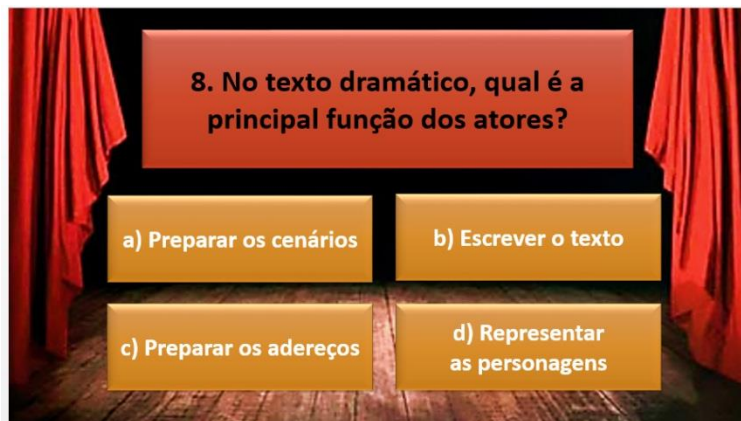 8. No texto dramático, qual é a
principal função dos atores?
a) Preparar os cenários
b) Escrever o texto
c) Preparar os adereços
d) Representar
as personagens